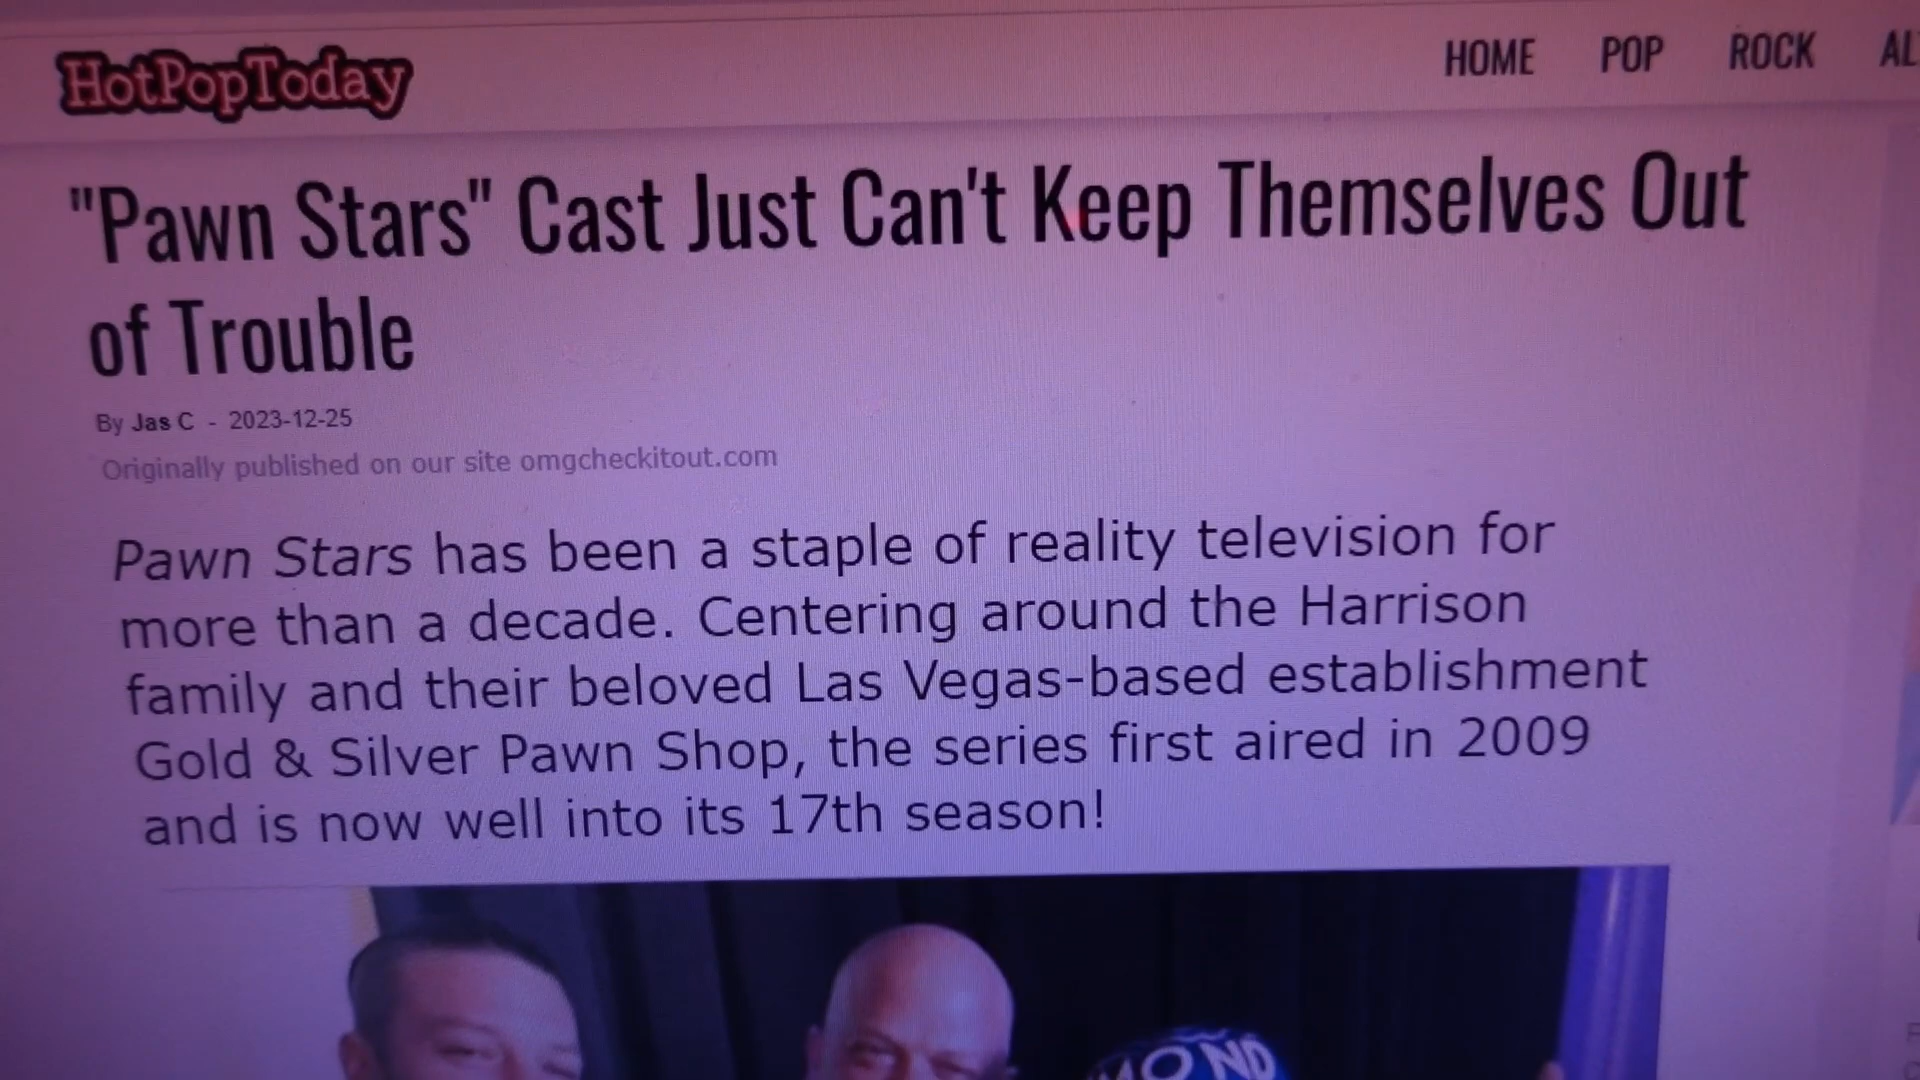 HotPopToday
HOME POP ROCK
"Pawn Stars" Cast Just Can't Keep Themselves Out
of Trouble
By Jas C - 2023-12-25
Originally published on our site omgcheckitout.com
Pawn Stars has been a staple of reality television for
more than a decade. Centering around the Harrison
family and their beloved Las Vegas-based establishment
Gold & Silver Pawn Shop, the series first aired in 2009
and is now well into its 17th season!